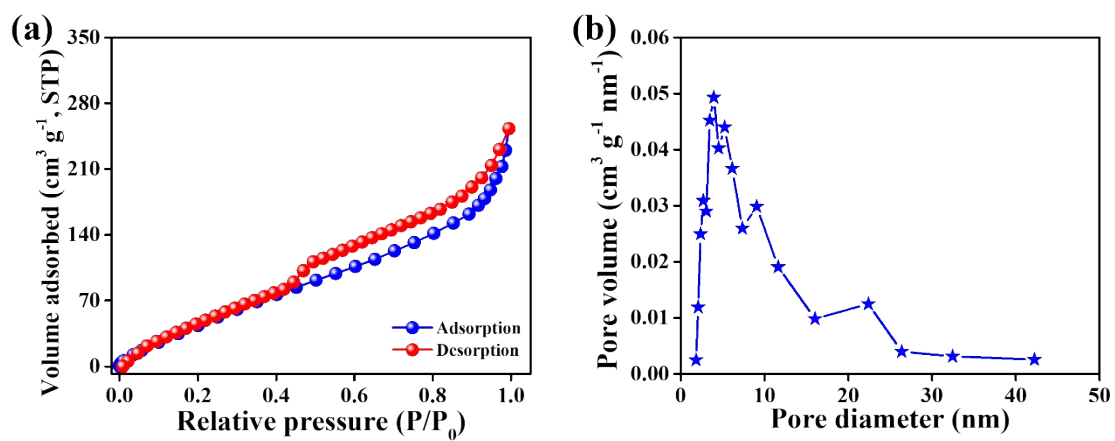 (a)
350
280
210
140
70
0
Volume adsorbed (cm³ g⁻¹, STP)
Adsorption
Desorption
0.0 0.2 0.4 0.6 0.8 1.0
Relative pressure (P/P₀)
(b)
0.06
0.05
0.04
0.03
0.02
0.01
0.00
Pore volume (cm³ g⁻¹ nm⁻¹)
0 10 20 30 40 50
Pore diameter (nm)